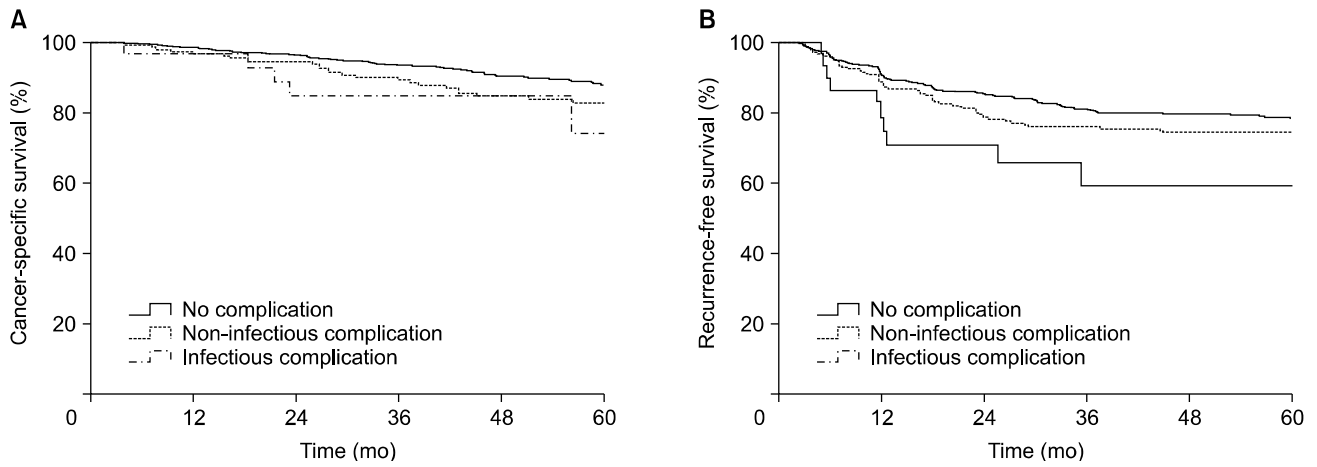 A
Cancer-specific survival (%)
100
80
60
40
20
0
12
24
36
48
60
Time (mo)
No complication
Non-infectious complication
Infectious complication
B
Recurrence-free survival (%)
100
80
60
40
20
0
12
24
36
48
60
Time (mo)
No complication
Non-infectious complication
Infectious complication